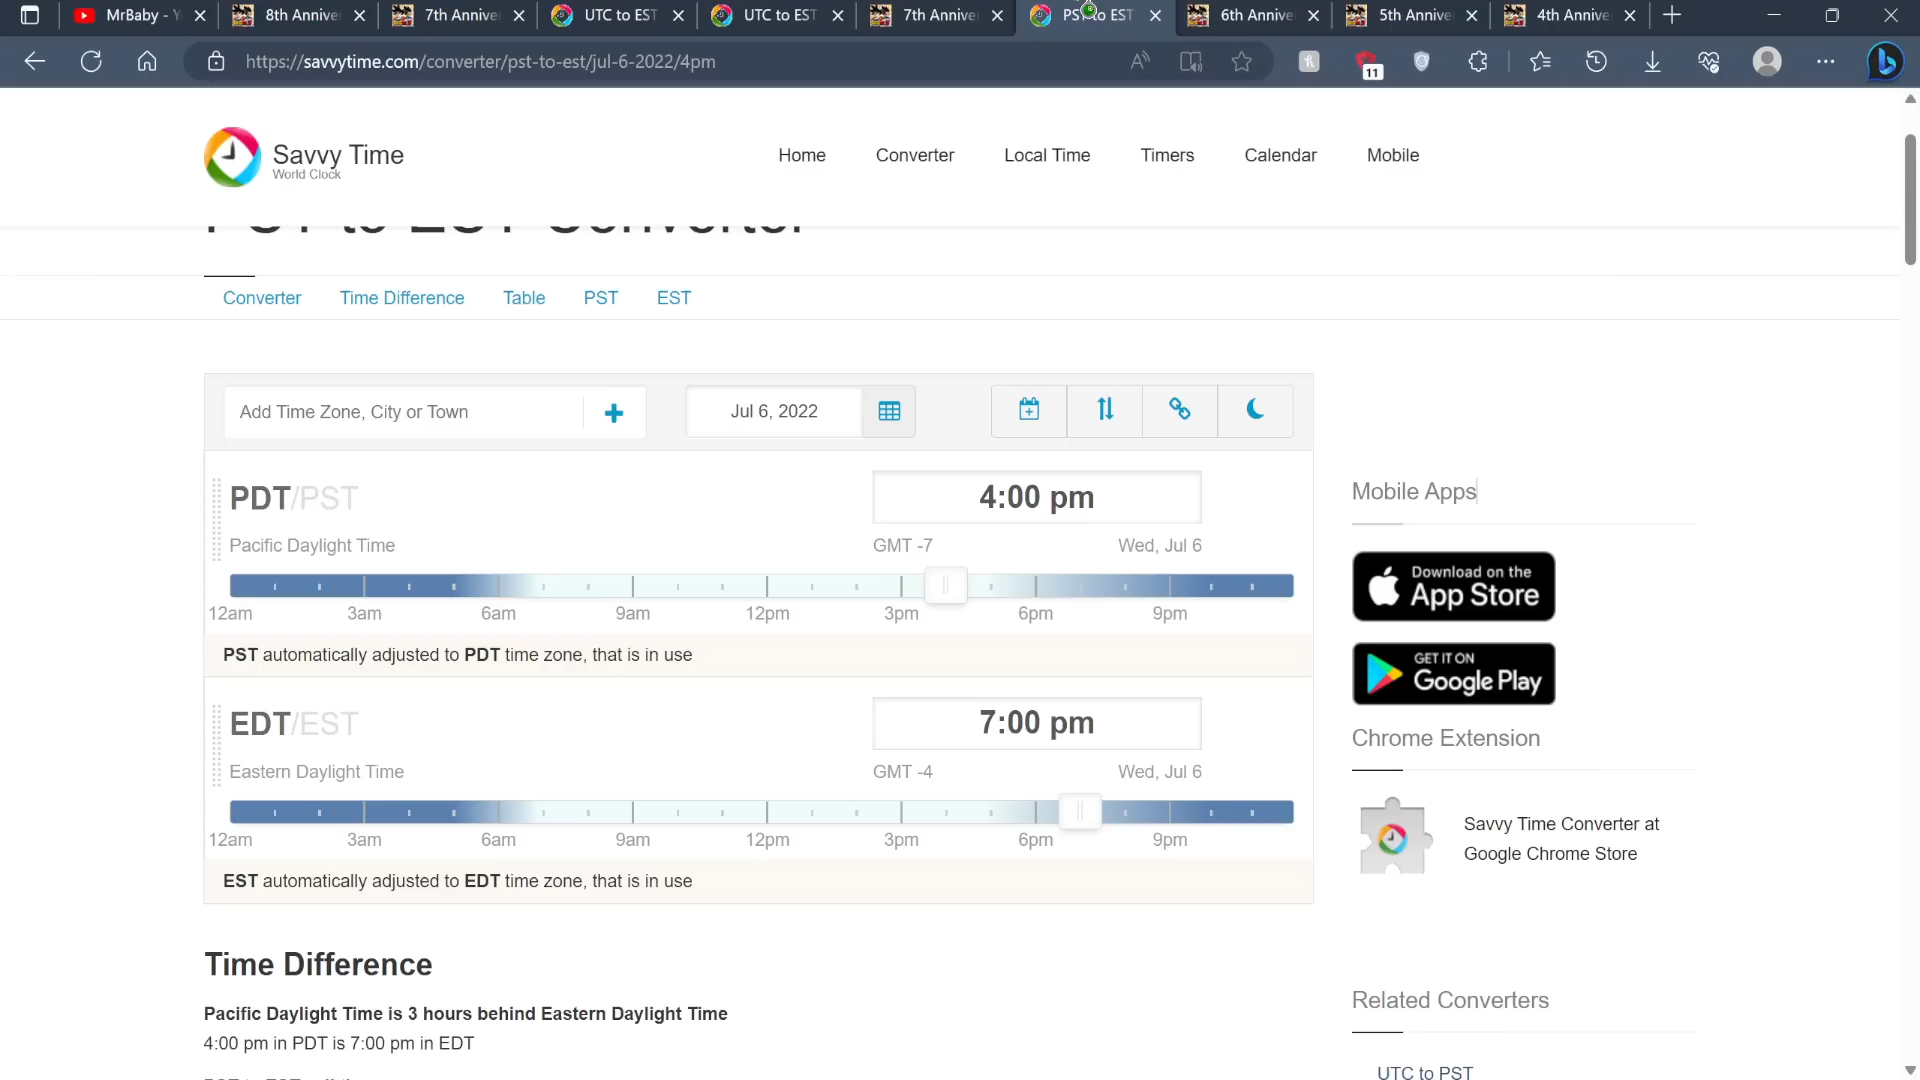 MrBaby - Y
8th Annive
7th Annive
UTC to EST
UTC to EST
7th Annive
PST to EST
6th Annive
5th Annive
4th Annive
https://savvytime.com/converter/pst-to-est/jul-6-2022/4pm
11
Savvy Time
World Clock
Home
Converter
Local Time
Timers
Calendar
Mobile
PST to EST Converter
Converter
Time Difference
Table
PST
EST
Add Time Zone, City or Town
Jul 6, 2022
PDT/PST
4:00 pm
Pacific Daylight Time
GMT -7
Wed, Jul 6
12am 3am 6am 9am 12pm 3pm 6pm 9pm
PST automatically adjusted to PDT time zone, that is in use
EDT/EST
7:00 pm
Eastern Daylight Time
GMT -4
Wed, Jul 6
12am 3am 6am 9am 12pm 3pm 6pm 9pm
EST automatically adjusted to EDT time zone, that is in use
Time Difference
Pacific Daylight Time is 3 hours behind Eastern Daylight Time
4:00 pm in PDT is 7:00 pm in EDT
Mobile Apps
Download on the
App Store
GET IT ON
Google Play
Chrome Extension
Savvy Time Converter at
Google Chrome Store
Related Converters
UTC to PST